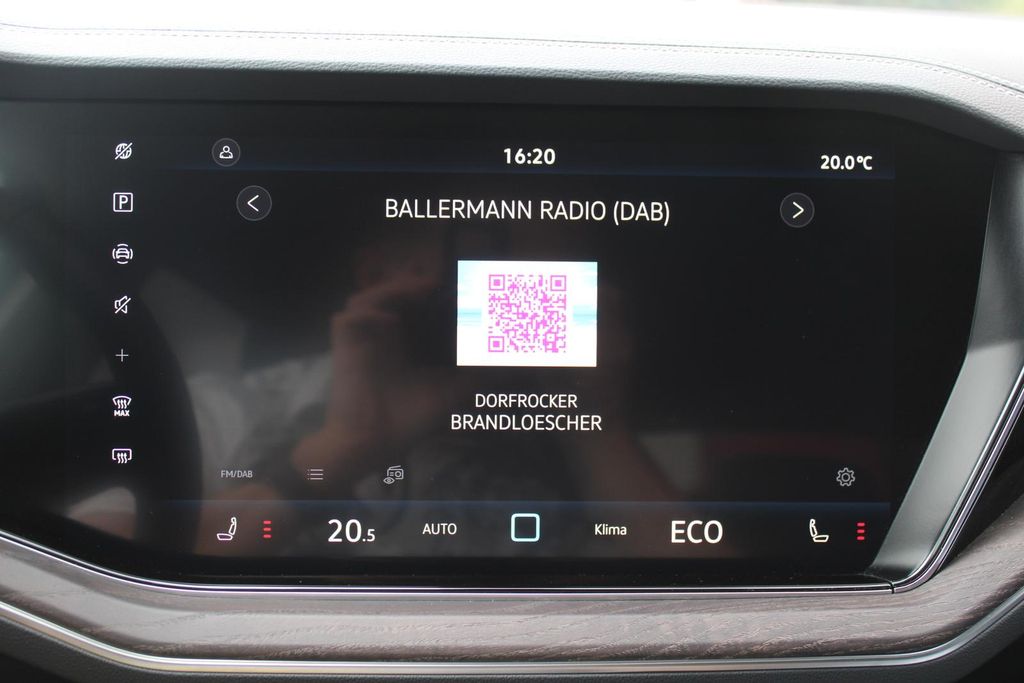 16:20
20.0°C
P
BALLERMANN RADIO (DAB)
DORFROCKER
BRANDLOESCHER
MAX
FM/DAB
20.5
AUTO
Klima
ECO